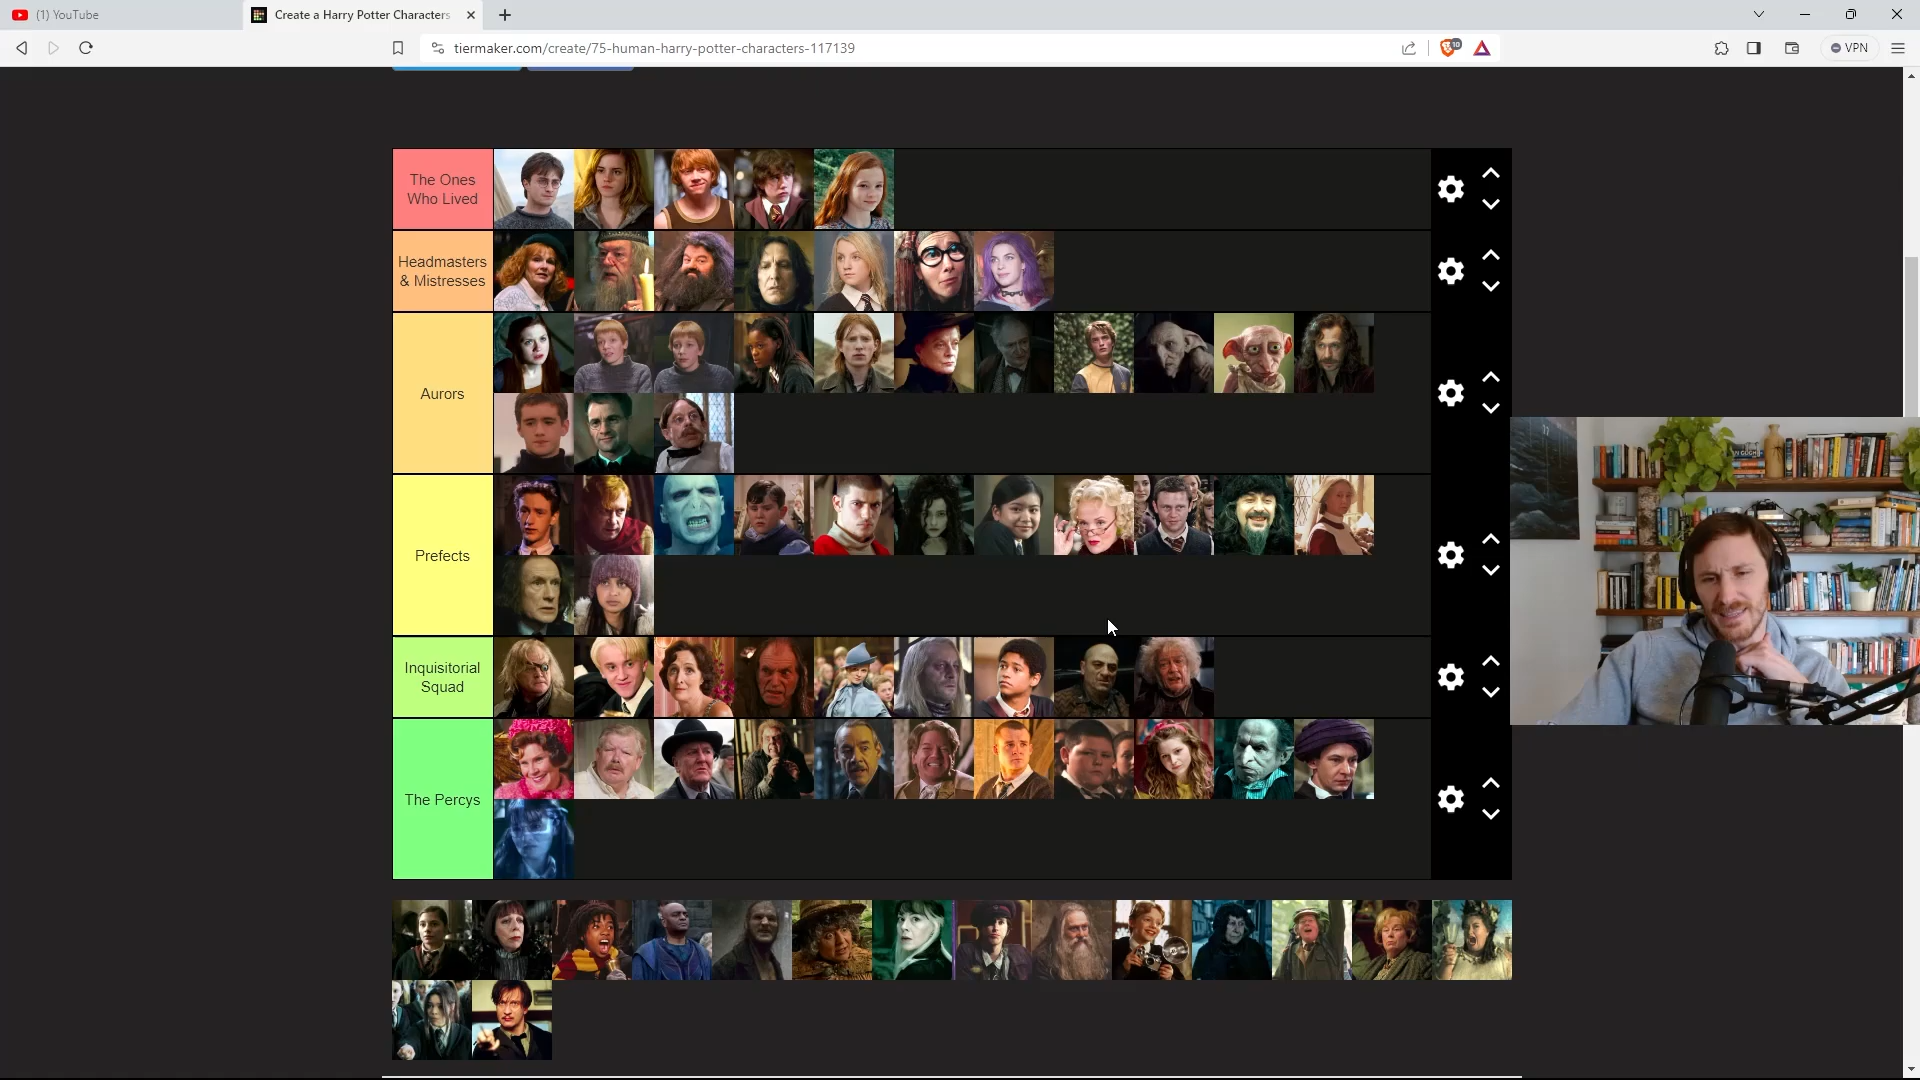 (1) YouTube
Create a Harry Potter Characters
tiermaker.com/create/75-human-harry-potter-characters-117139
10
VPN
The Ones
Who Lived
Headmasters
& Mistresses
Aurors
Prefects
Inquisitorial
Squad
The Percys